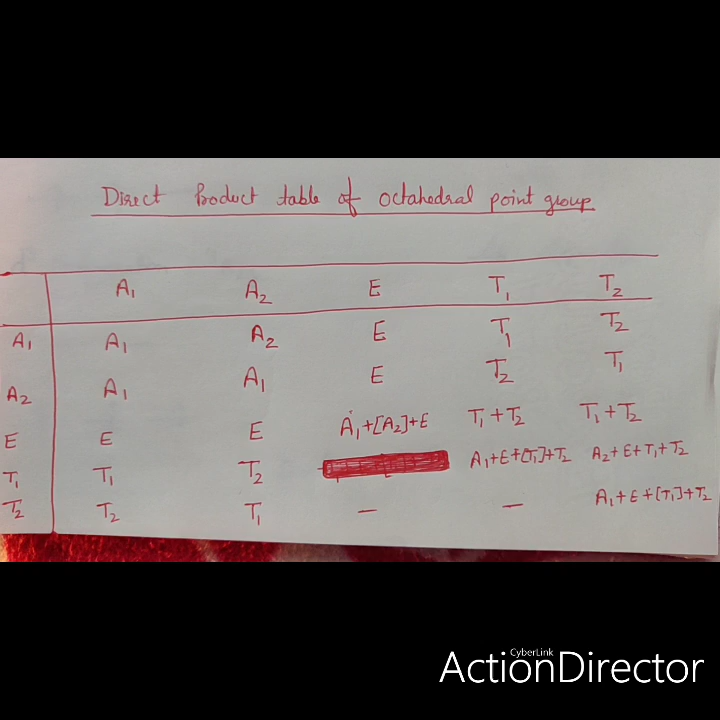 Direct Product table of octahedral point group
A₁ A₂ E T₁ T₂
A₁ A₁ A₂ E T₁ T₂
A₂ A₁ A₁ E T₂ T₁
E E E A₁+[A₂]+E T₁+T₂ T₁+T₂
T₁ T₁ T₂ A₁+E+[T₁]+T₂ A₂+E+T₁+T₂
T₂ T₂ T₁ — — A₁+E+[T₁]+T₂
CyberLink
ActionDirector